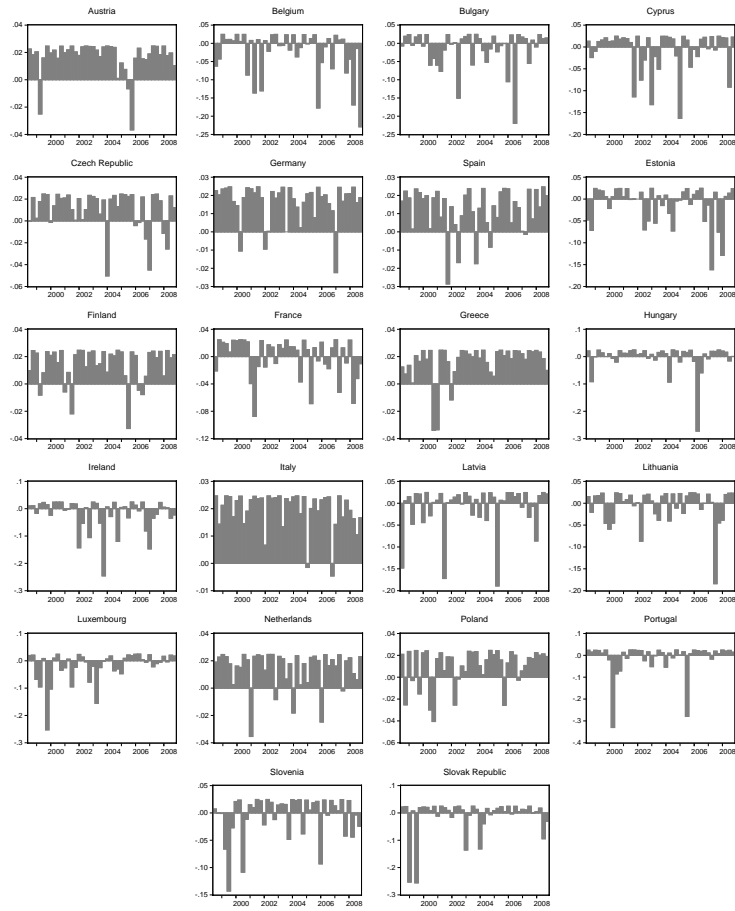 Austria
.04
.02
.00
-.02
-.04
2000 2002 2004 2006 2008
Belgium
.05
.00
-.05
-.10
-.15
-.20
-.25
2000 2002 2004 2006 2008
Bulgary
.05
.00
-.05
-.10
-.15
-.20
-.25
2000 2002 2004 2006 2008
Cyprus
.05
.00
-.05
-.10
-.15
-.20
2000 2002 2004 2006 2008
Czech Republic
.04
.02
.00
-.02
-.04
-.06
2000 2002 2004 2006 2008
Germany
.03
.02
.00
-.02
-.03
2000 2002 2004 2006 2008
Spain
.03
.02
.00
-.02
-.03
2000 2002 2004 2006 2008
Estonia
.05
.00
-.05
-.10
-.15
-.20
2000 2002 2004 2006 2008
Finland
.04
.02
.00
-.02
-.04
2000 2002 2004 2006 2008
France
.04
.00
-.04
-.08
-.12
2000 2002 2004 2006 2008
Greece
.04
.02
.00
-.02
-.04
2000 2002 2004 2006 2008
Hungary
.1
.0
-.1
-.2
-.3
2000 2002 2004 2006 2008
Ireland
.1
.0
-.1
-.2
-.3
2000 2002 2004 2006 2008
Italy
.03
.02
.01
.00
-.01
2000 2002 2004 2006 2008
Latvia
.05
.00
-.05
-.10
-.15
-.20
2000 2002 2004 2006 2008
Lithuania
.05
.00
-.05
-.10
-.15
-.20
2000 2002 2004 2006 2008
Luxembourg
.1
.0
-.1
-.2
-.3
2000 2002 2004 2006 2008
Netherlands
.04
.02
.00
-.02
-.04
2000 2002 2004 2006 2008
Poland
.04
.02
.00
-.02
-.04
-.06
2000 2002 2004 2006 2008
Portugal
.1
.0
-.1
-.2
-.3
-.4
2000 2002 2004 2006 2008
Slovenia
.05
.00
-.05
-.10
-.15
2000 2002 2004 2006 2008
Slovak Republic
.1
.0
-.1
-.2
-.3
2000 2002 2004 2006 2008